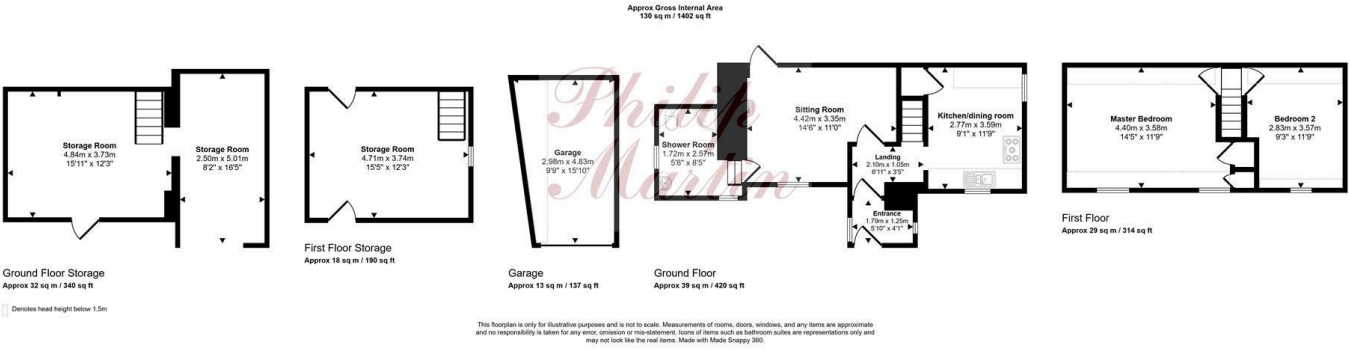 Approx Gross Internal Area
130 sq m / 1402 sq ft
Storage Room
4.84m x 3.73m
15'11" x 12'3"
Storage Room
2.50m x 5.01m
8'2" x 16'5"
Ground Floor Storage
Approx 32 sq m / 340 sq ft
Denotes head height below 1.5m
Storage Room
4.71m x 3.74m
15'5" x 12'3"
First Floor Storage
Approx 18 sq m / 190 sq ft
Garage
2.98m x 4.83m
9'9" x 15'10"
Garage
Approx 13 sq m / 137 sq ft
Philip
Martin
Shower Room
1.72m x 2.57m
5'8" x 8'5"
Sitting Room
4.42m x 3.35m
14'6" x 11'0"
Kitchen/dining room
2.77m x 3.59m
9'1" x 11'9"
Landing
2.10m x 1.05m
6'11" x 3'5"
Entrance
1.79m x 1.25m
5'10" x 4'1"
Ground Floor
Approx 39 sq m / 420 sq ft
Master Bedroom
4.40m x 3.58m
14'5" x 11'9"
Bedroom 2
2.83m x 3.57m
9'3" x 11'9"
First Floor
Approx 29 sq m / 314 sq ft
This floorplan is only for illustrative purposes and is not to scale. Measurements of rooms, doors, windows, and any items are approximate
and no responsibility is taken for any error, omission or mis-statement. Icons of items such as bathroom suites are representations only and
may not look like the real items. Made with Made Snappy 360.